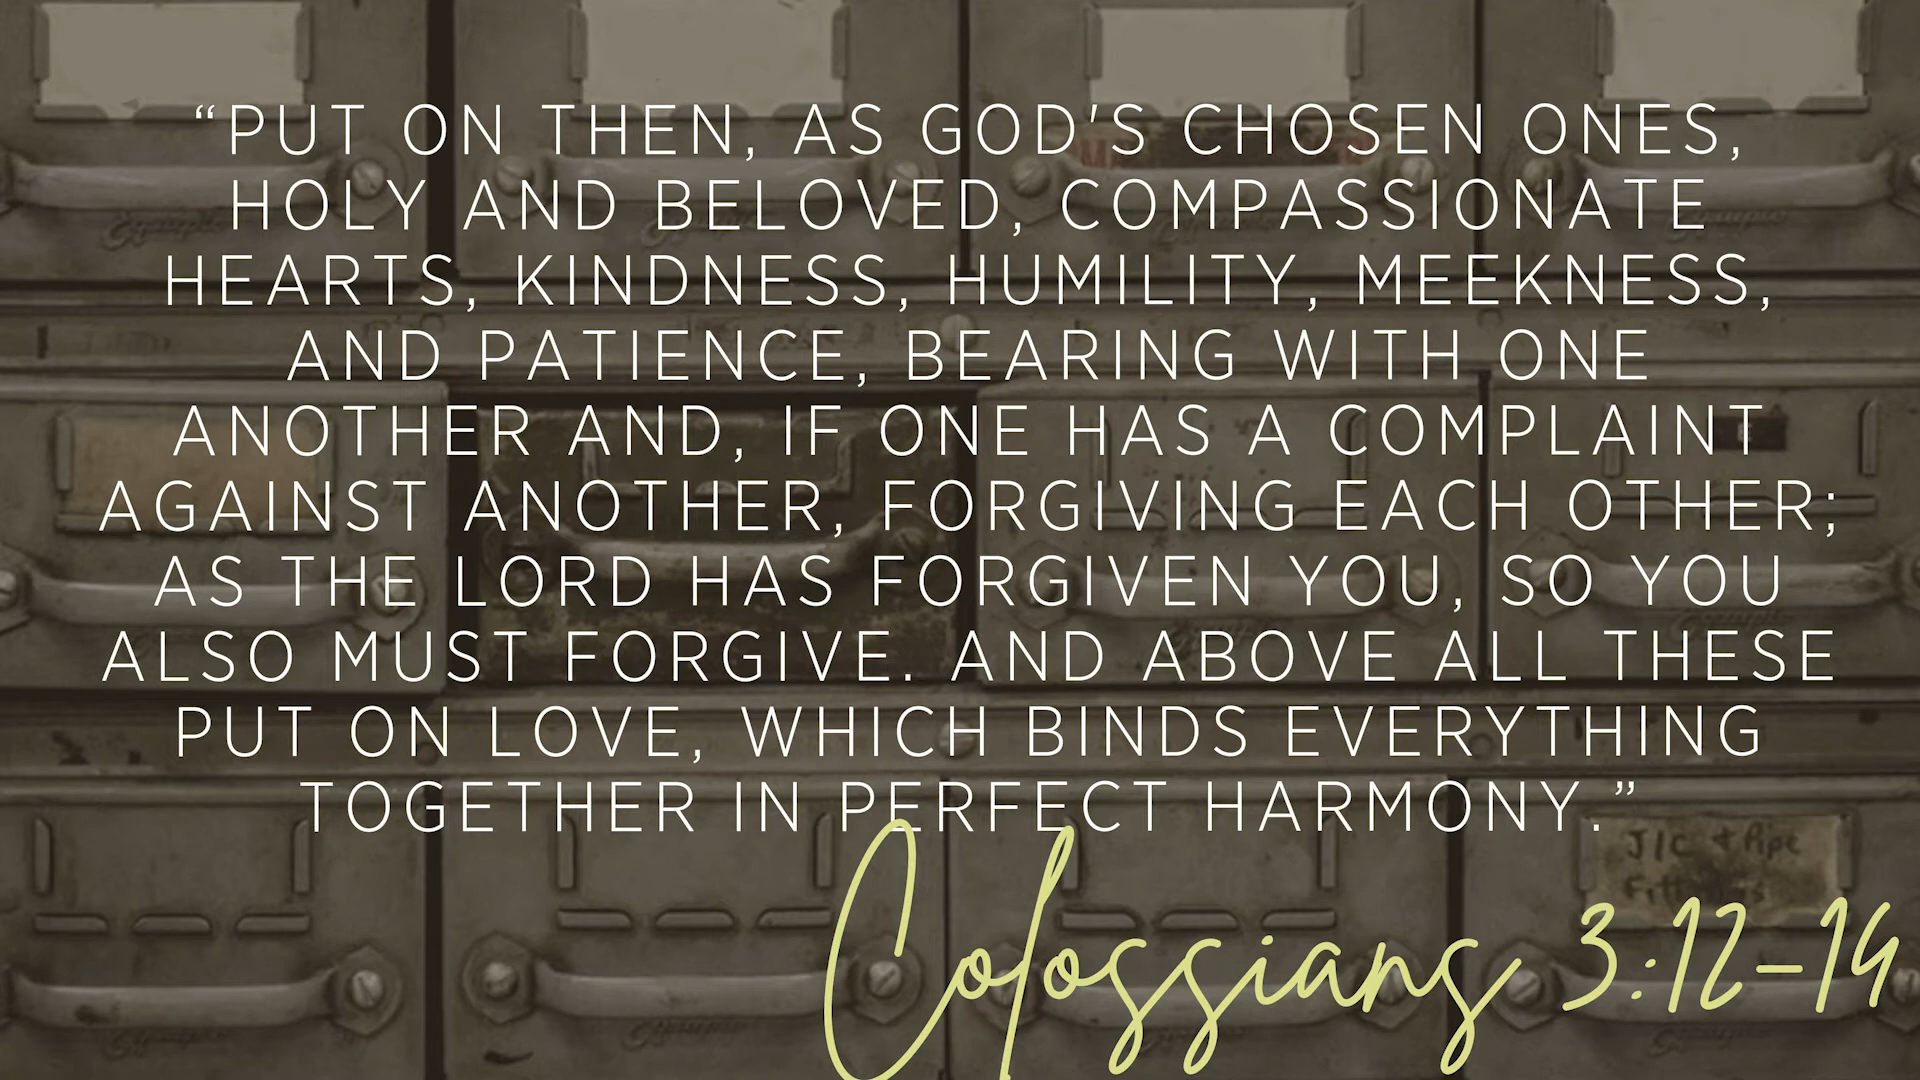 “PUT ON THEN, AS GOD'S CHOSEN ONES,
HOLY AND BELOVED, COMPASSIONATE
HEARTS, KINDNESS, HUMILITY, MEEKNESS,
AND PATIENCE, BEARING WITH ONE
ANOTHER AND, IF ONE HAS A COMPLAINT
AGAINST ANOTHER, FORGIVING EACH OTHER;
AS THE LORD HAS FORGIVEN YOU, SO YOU
ALSO MUST FORGIVE. AND ABOVE ALL THESE
PUT ON LOVE, WHICH BINDS EVERYTHING
TOGETHER IN PERFECT HARMONY.”
J/C + Pipe
Colossians 3:12-14